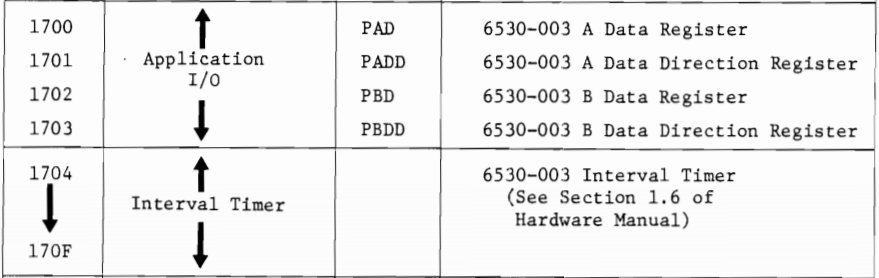 1700 PAD 6530-003 A Data Register
1701 Application I/O PADD 6530-003 A Data Direction Register
1702 PBD 6530-003 B Data Register
1703 PBDD 6530-003 B Data Direction Register
1704 6530-003 Interval Timer
(See Section 1.6 of
Interval Timer Hardware Manual)
170F